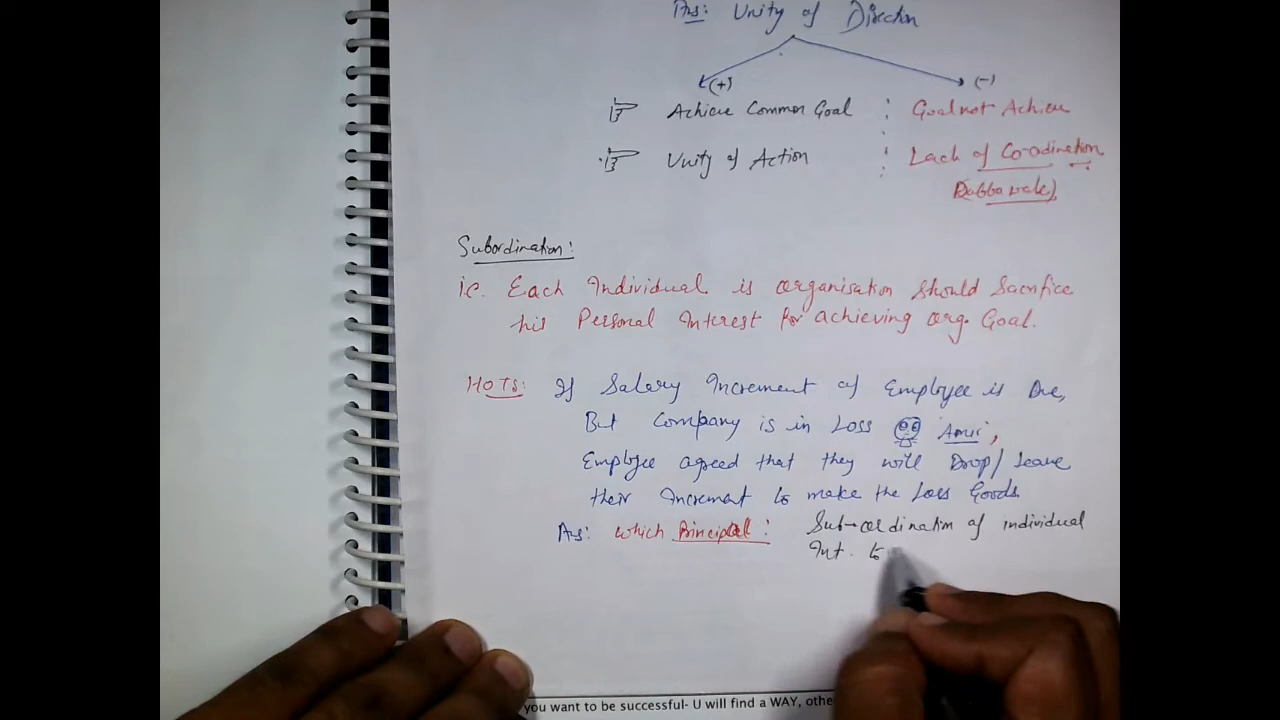 Ans: Unity of Direction
(+) (-)
Achieve Common Goal : Goal not Achieve
Unity of Action : Lack of Co-odination
Subordination:
i.e. Each Individual is organisation should Sacrifice
his Personal Interest for achieving org. Goal.
HOTS: If Salary Increment of Employee is Due,
But Company is in Loss 'Amir',
Employee agreed that they will Drop/Leave
their Increment to make the Loss Goods
Ans: Which Principal: Sub-ordination of individual
Int. to
you want to be successful- U will find a WAY, othe